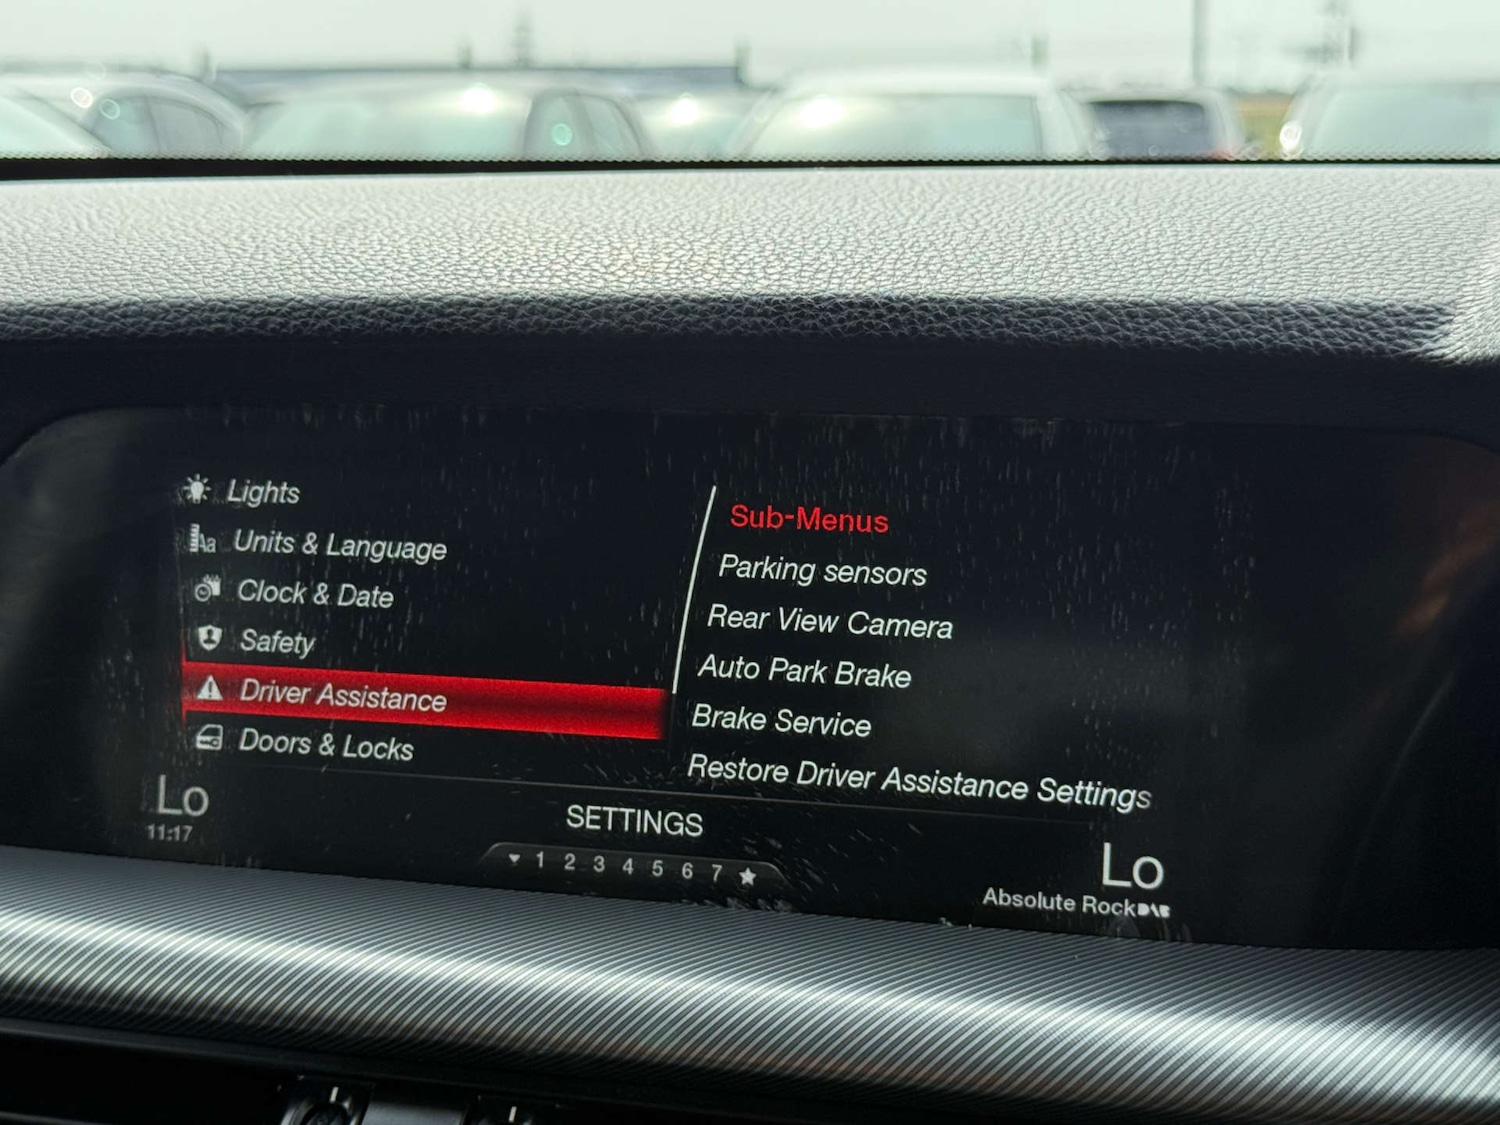 Lights
Units & Language
Clock & Date
Safety
Driver Assistance
Doors & Locks
Sub-Menus
Parking sensors
Rear View Camera
Auto Park Brake
Brake Service
Restore Driver Assistance Settings
Lo
11:17
SETTINGS
1 2 3 4 5 6 7
Lo
Absolute Rock DAB